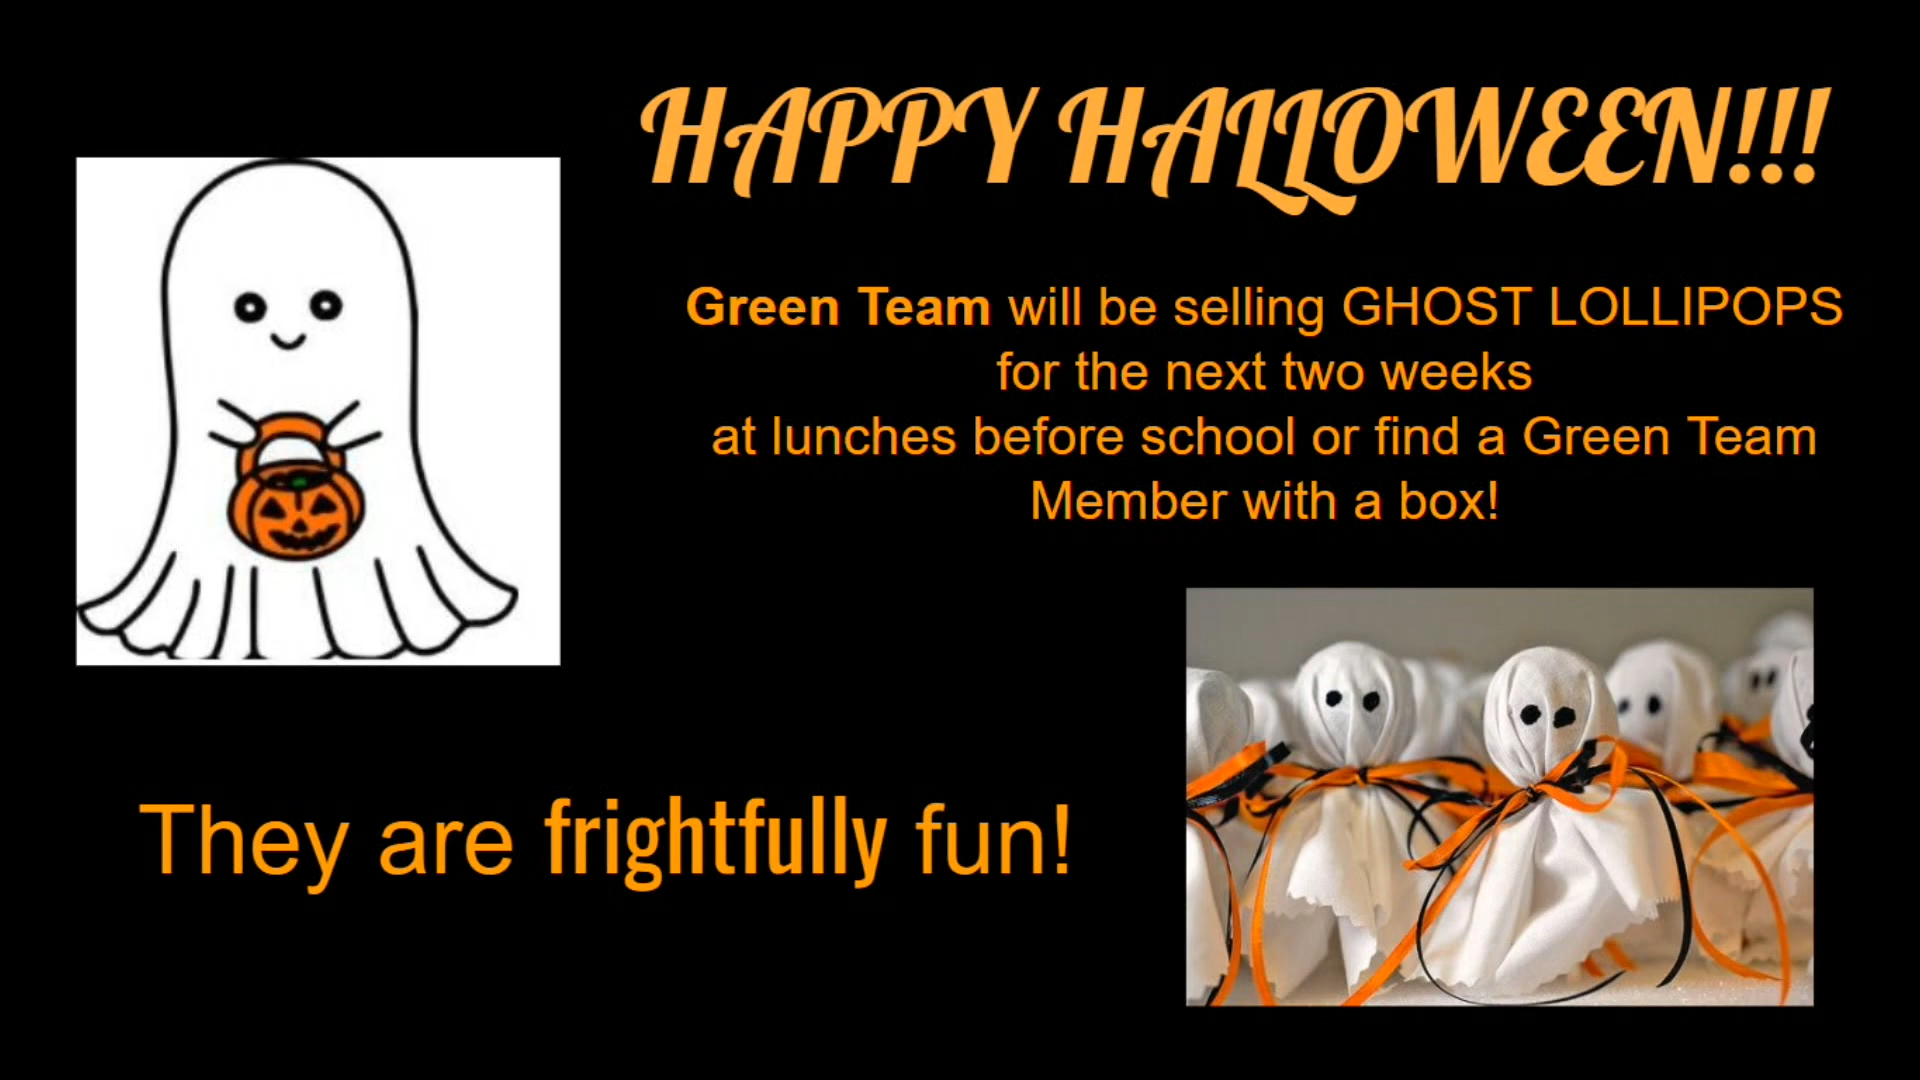 HAPPY HALLOWEEN!!!
Green Team will be selling GHOST LOLLIPOPS
for the next two weeks
at lunches before school or find a Green Team
Member with a box!
They are frightfully fun!